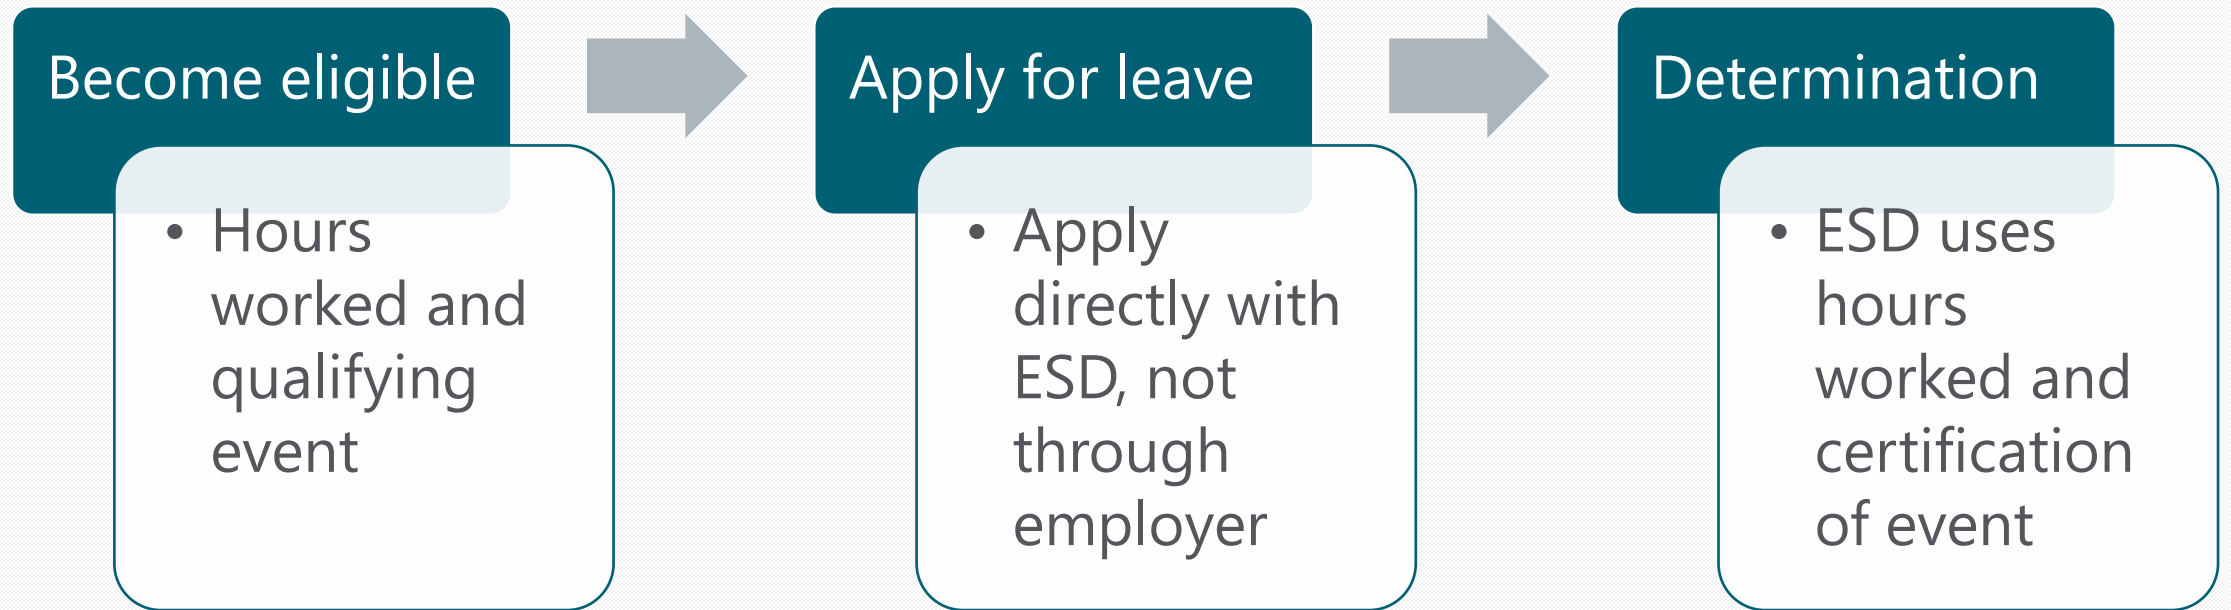 Become eligible
• Hours
worked and
qualifying
event
Apply for leave
• Apply
directly with
ESD, not
through
employer
Determination
• ESD uses
hours
worked and
certification
of event